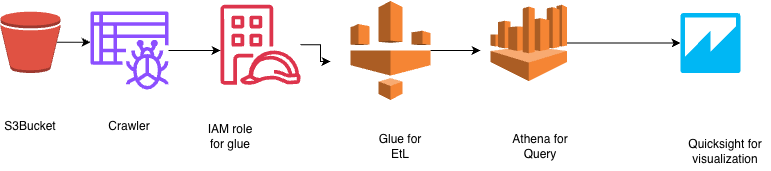 S3Bucket
Crawler
IAM role
for glue
Glue for
EtL
Athena for
Query
Quicksight for
visualization